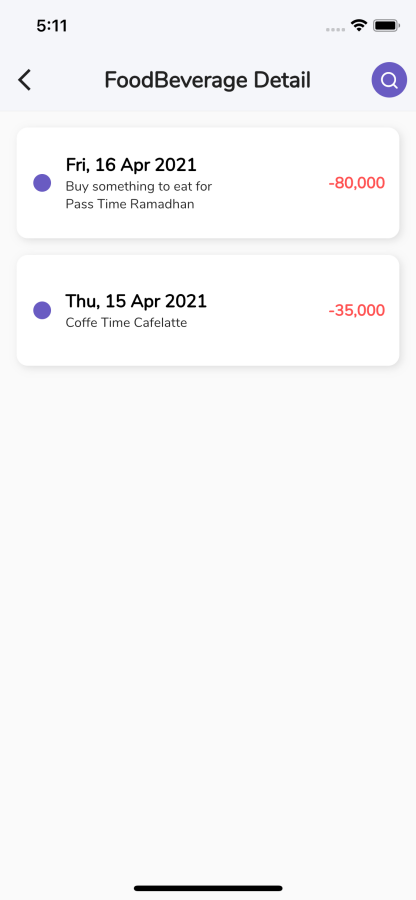 5:11
FoodBeverage Detail
Fri, 16 Apr 2021
Buy something to eat for
Pass Time Ramadhan
-80,000
Thu, 15 Apr 2021
Coffe Time Cafelatte
-35,000